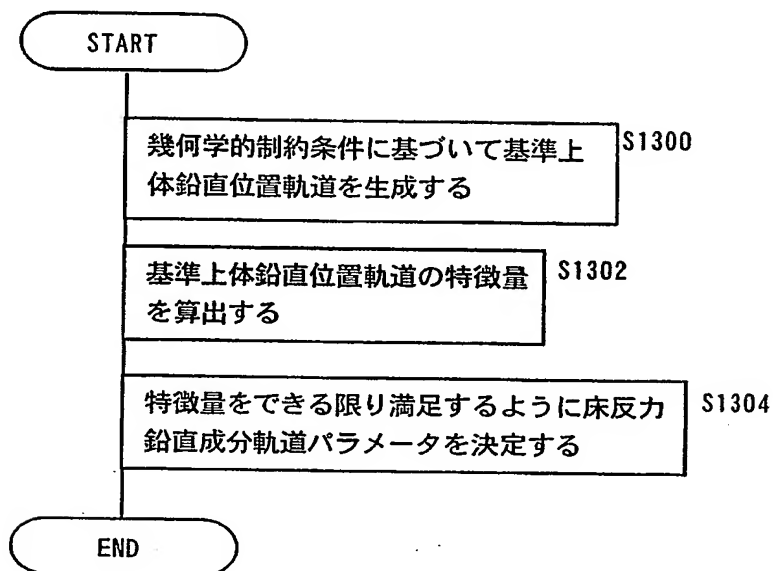 START
幾何学的制約条件に基づいて基準上
体鉛直位置軌道を生成する
S1300
基準上体鉛直位置軌道の特徴量
を算出する
S1302
特徴量をできる限り満足するように床反力
鉛直成分軌道パラメータを決定する
S1304
END